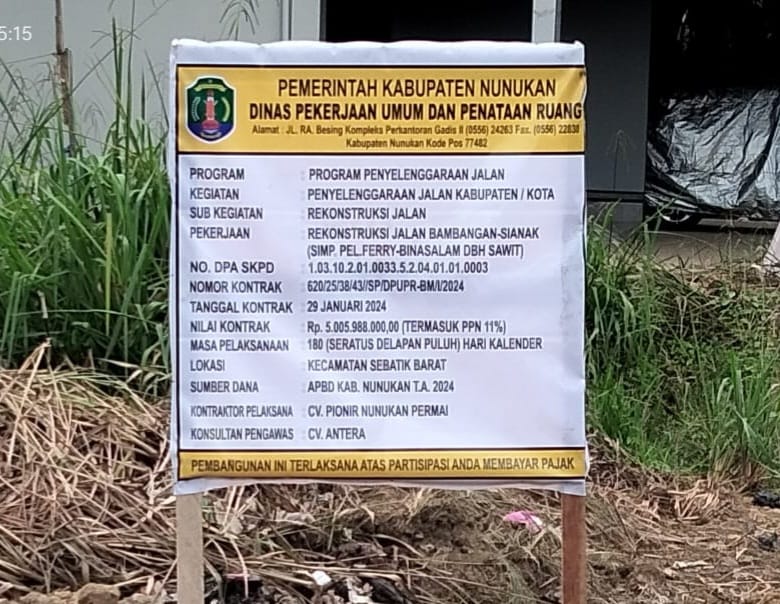 5:15
PEMERINTAH KABUPATEN NUNUKAN
DINAS PEKERJAAN UMUM DAN PENATAAN RUANG
Alamat : JL. RA. Besing Kompleks Perkantoran Gadis II (0556) 24263 Fax. (0556) 22830
Kabupaten Nunukan Kode Pos 77482
PROGRAM : PROGRAM PENYELENGGARAAN JALAN
KEGIATAN : PENYELENGGARAAN JALAN KABUPATEN / KOTA
SUB KEGIATAN : REKONSTRUKSI JALAN
PEKERJAAN : REKONSTRUKSI JALAN BAMBANGAN-SIANAK
(SIMP. PEL.FERRY-BINASALAM DBH SAWIT)
NO. DPA SKPD : 1.03.10.2.01.0033.5.2.04.01.01.0003
NOMOR KONTRAK : 620/25/38/43//SP/DPUPR-BM/I/2024
TANGGAL KONTRAK : 29 JANUARI 2024
NILAI KONTRAK : Rp. 5.005.988.000,00 (TERMASUK PPN 11%)
MASA PELAKSANAAN : 180 (SERATUS DELAPAN PULUH) HARI KALENDER
LOKASI : KECAMATAN SEBATIK BARAT
SUMBER DANA : APBD KAB. NUNUKAN T.A. 2024
KONTRAKTOR PELAKSANA : CV. PIONIR NUNUKAN PERMAI
KONSULTAN PENGAWAS : CV. ANTERA
PEMBANGUNAN INI TERLAKSANA ATAS PARTISIPASI ANDA MEMBAYAR PAJAK